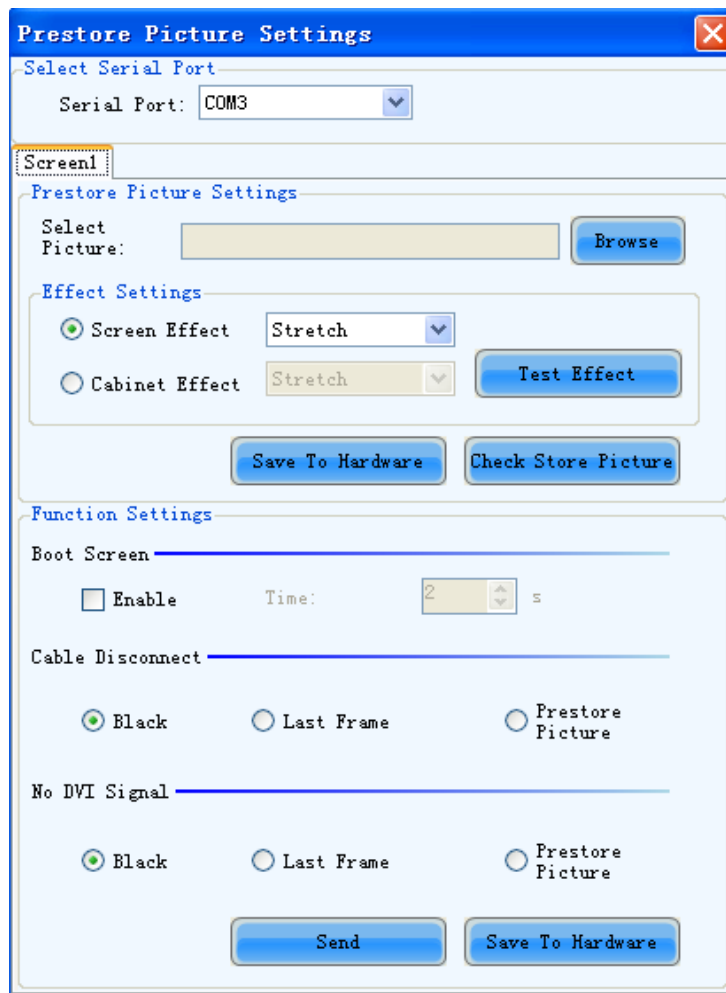 Prestore Picture Settings
Select Serial Port
Serial Port: COM3
Screen1
Prestore Picture Settings
Select
Picture:
Browse
Effect Settings
Screen Effect Stretch
Cabinet Effect Stretch
Test Effect
Save To Hardware Check Store Picture
Function Settings
Boot Screen
Enable Time: 2 s
Cable Disconnect
Black Last Frame Prestore
Picture
No DVI Signal
Black Last Frame Prestore
Picture
Send Save To Hardware